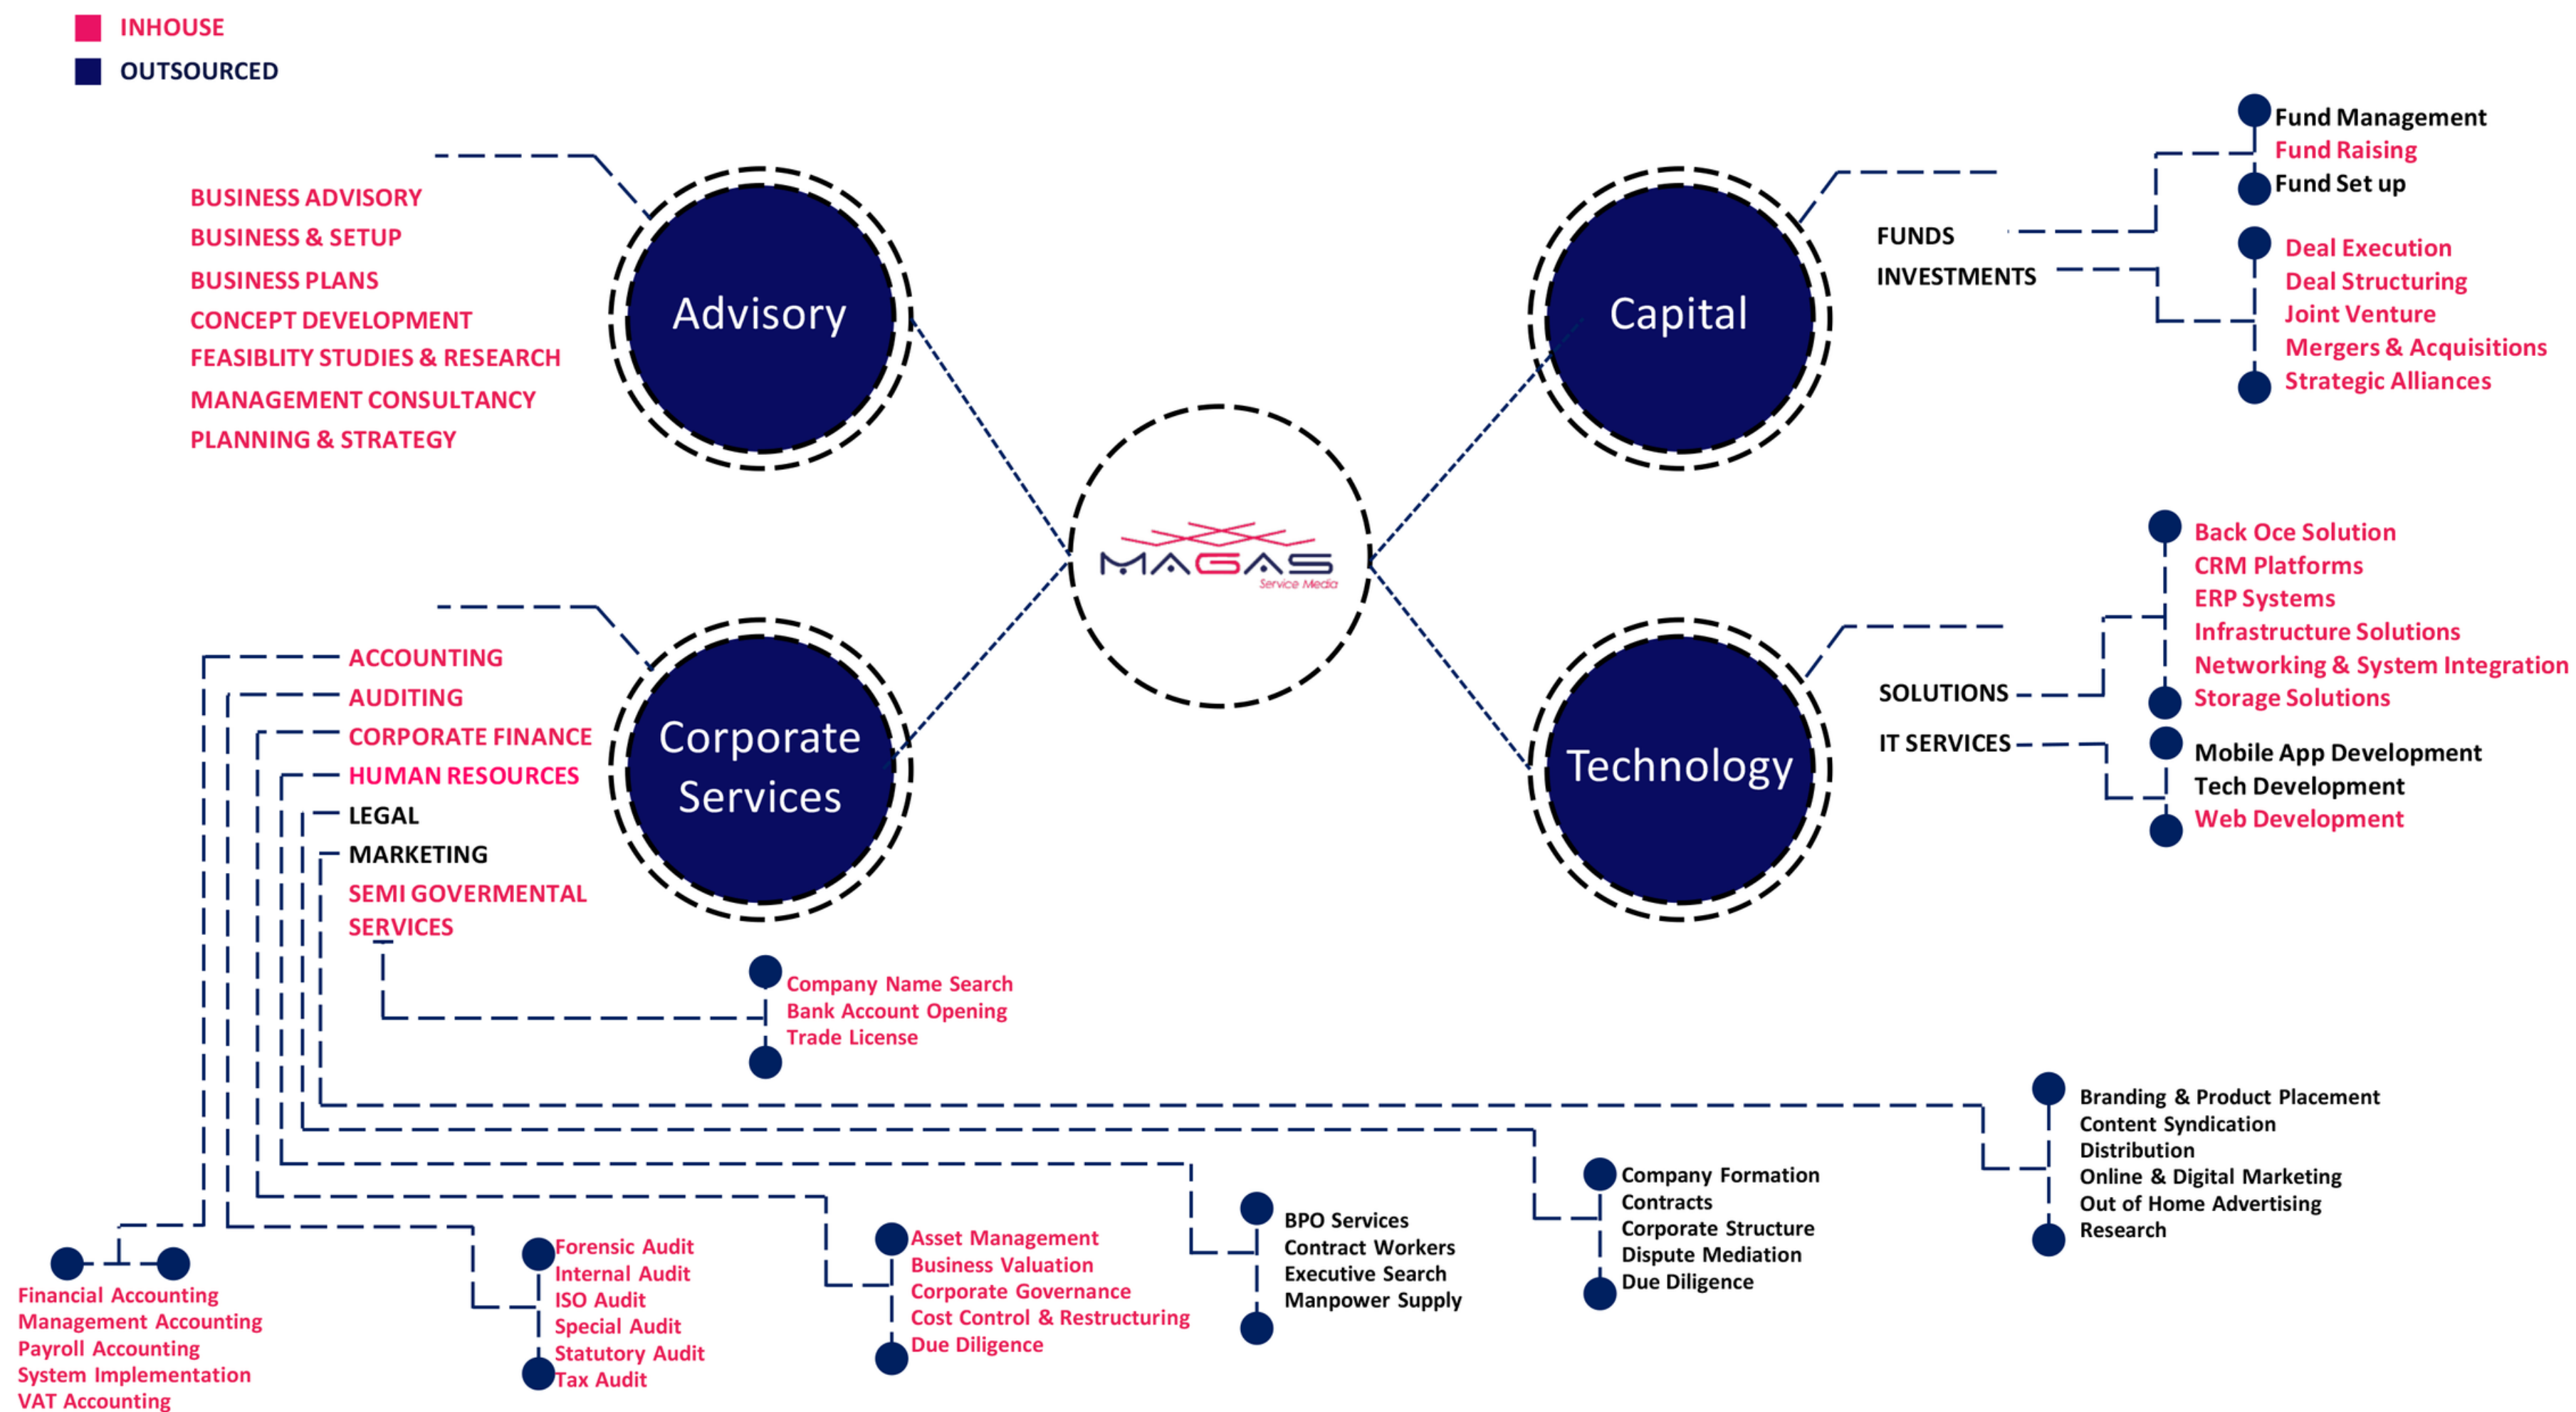 INHOUSE
OUTSOURCED
BUSINESS ADVISORY
BUSINESS & SETUP
BUSINESS PLANS
CONCEPT DEVELOPMENT
FEASIBLITY STUDIES & RESEARCH
MANAGEMENT CONSULTANCY
PLANNING & STRATEGY
Advisory
Capital
FUNDS
INVESTMENTS
Fund Management
Fund Raising
Fund Set up
Deal Execution
Deal Structuring
Joint Venture
Mergers & Acquisitions
Strategic Alliances
MAGAS
Service Media
ACCOUNTING
AUDITING
CORPORATE FINANCE
HUMAN RESOURCES
LEGAL
MARKETING
SEMI GOVERMENTAL
SERVICES
Corporate
Services
Technology
SOLUTIONS
IT SERVICES
Back Oce Solution
CRM Platforms
ERP Systems
Infrastructure Solutions
Networking & System Integration
Storage Solutions
Mobile App Development
Tech Development
Web Development
Company Name Search
Bank Account Opening
Trade License
Financial Accounting
Management Accounting
Payroll Accounting
System Implementation
VAT Accounting
Forensic Audit
Internal Audit
ISO Audit
Special Audit
Statutory Audit
Tax Audit
Asset Management
Business Valuation
Corporate Governance
Cost Control & Restructuring
Due Diligence
BPO Services
Contract Workers
Executive Search
Manpower Supply
Company Formation
Contracts
Corporate Structure
Dispute Mediation
Due Diligence
Branding & Product Placement
Content Syndication
Distribution
Online & Digital Marketing
Out of Home Advertising
Research